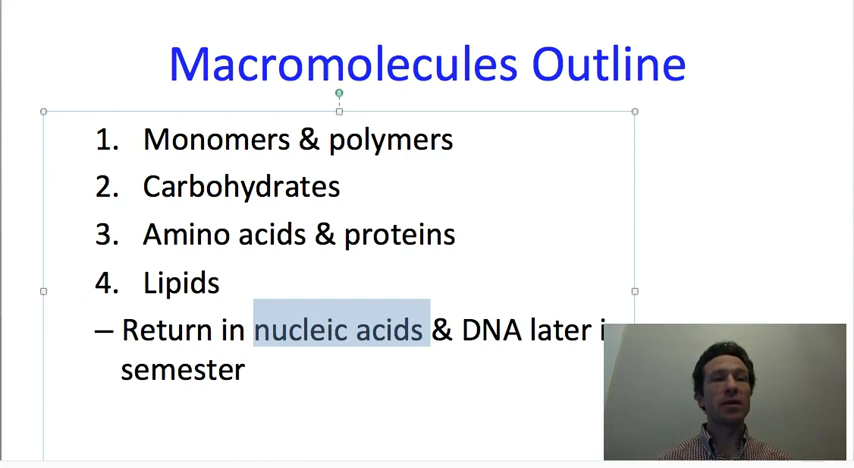 Macromolecules Outline
1. Monomers & polymers
2. Carbohydrates
3. Amino acids & proteins
4. Lipids
– Return in nucleic acids & DNA later
semester